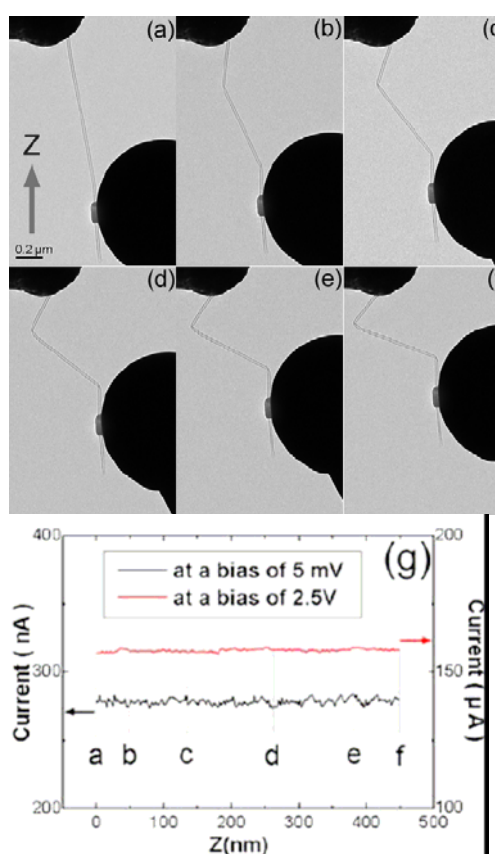 (a)
(b)
(c
Z
0.2 μm
(d)
(e)
(
400
200
(g)
at a bias of 5 mV
at a bias of 2.5V
Current ( nA)
Current ( μ A)
300
150
a b c d e f
200
100
0 100 200 300 400 500
Z(nm)